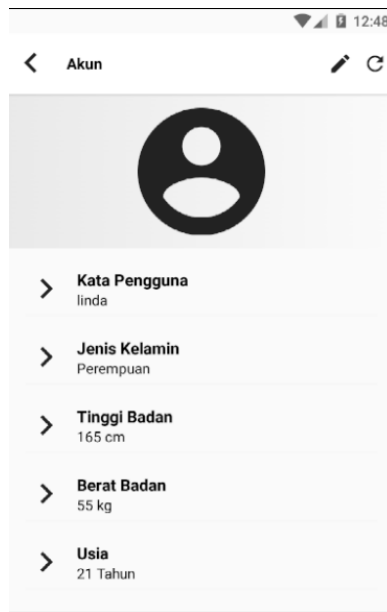 12:48
Akun
Kata Pengguna
linda
Jenis Kelamin
Perempuan
Tinggi Badan
165 cm
Berat Badan
55 kg
Usia
21 Tahun